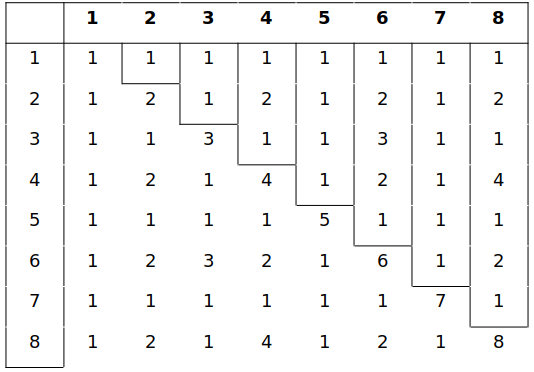 1 2 3 4 5 6 7 8
1 1 1 1 1 1 1 1 1
2 1 2 1 2 1 2 1 2
3 1 1 3 1 1 3 1 1
4 1 2 1 4 1 2 1 4
5 1 1 1 1 5 1 1 1
6 1 2 3 2 1 6 1 2
7 1 1 1 1 1 1 7 1
8 1 2 1 4 1 2 1 8